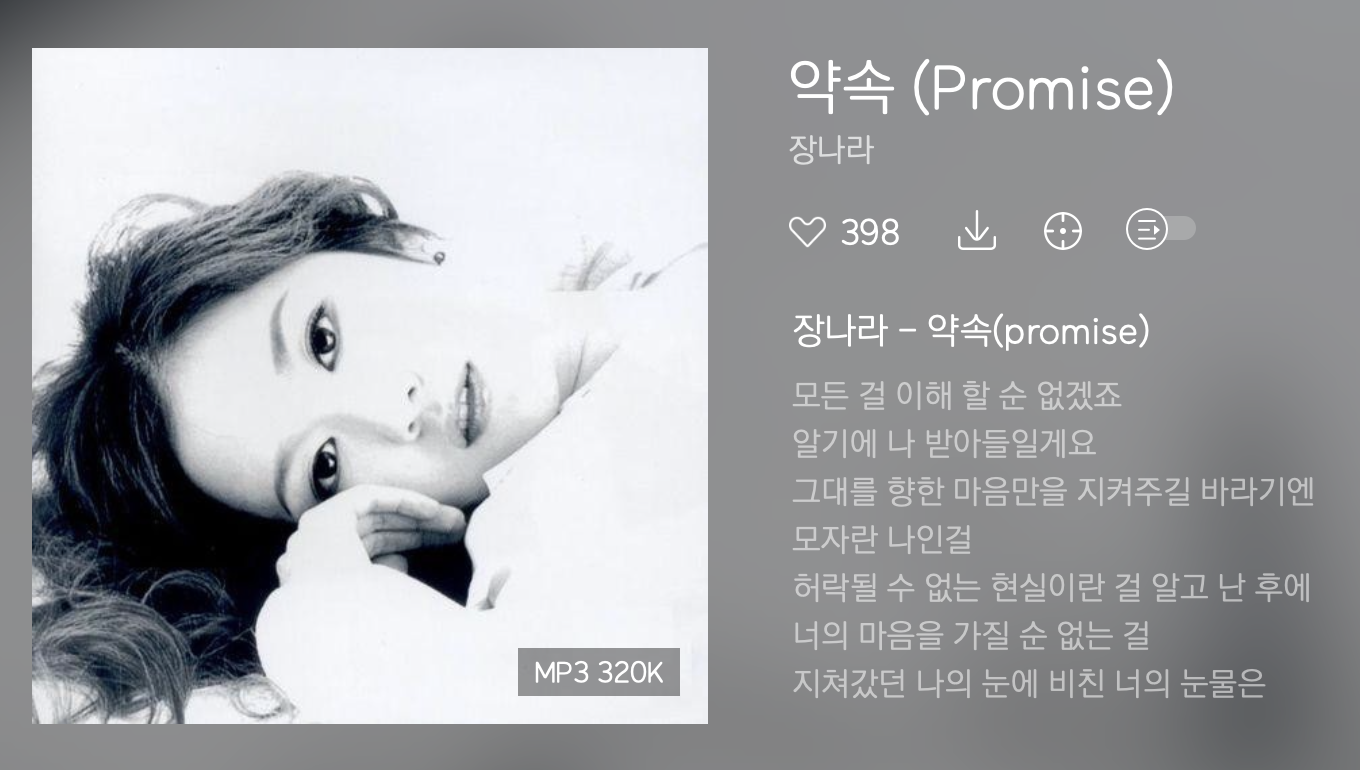 약속 (Promise)
장나라
398
장나라 - 약속(promise)
모든 걸 이해 할 순 없겠죠
알기에 나 받아들일게요
그대를 향한 마음만을 지켜주길 바라기엔
모자란 나인걸
허락될 수 없는 현실이란 걸 알고 난 후에
너의 마음을 가질 순 없는 걸
지쳐갔던 나의 눈에 비친 너의 눈물은
MP3 320K